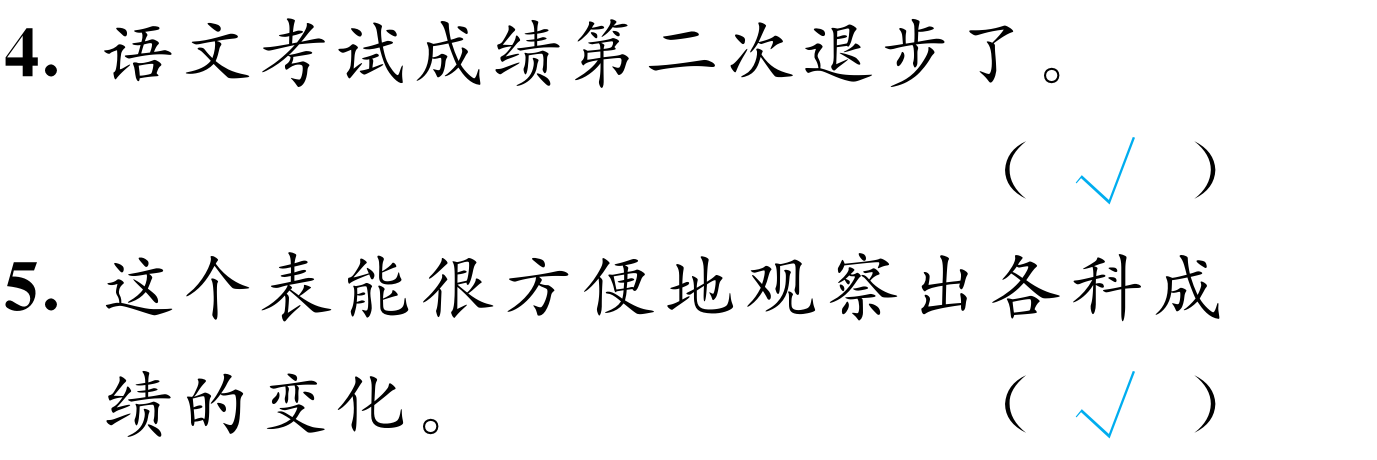 4. 语文考试成绩第二次退步了。
（ √ ）
5. 这个表能很方便地观察出各科成
绩的变化。 （ √ ）